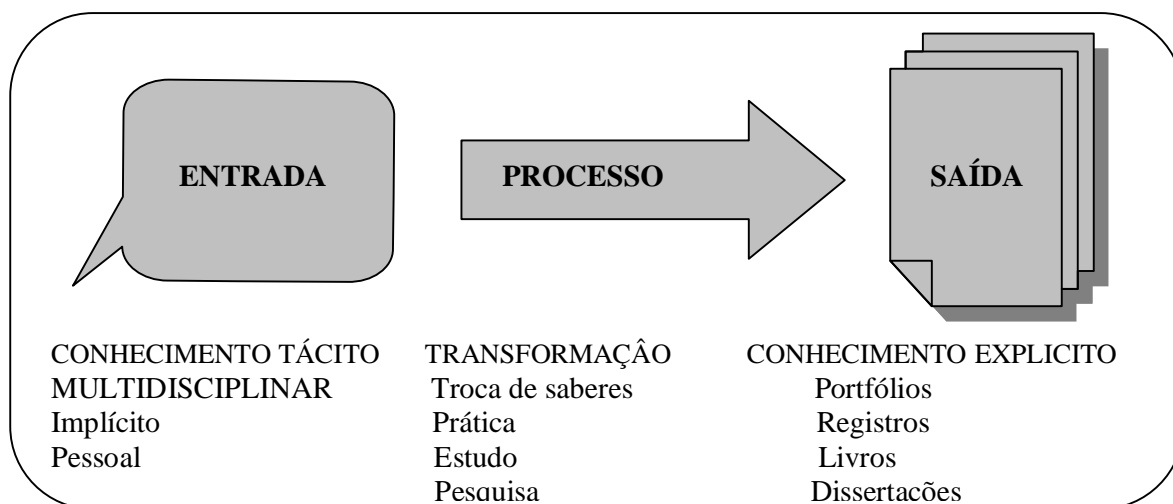 ENTRADA
PROCESSO
SAÍDA
CONHECIMENTO TÁCITO
MULTIDISCIPLINAR
Implícito
Pessoal
TRANSFORMAÇÂO
Troca de saberes
Prática
Estudo
Pesquisa
CONHECIMENTO EXPLICITO
Portfólios
Registros
Livros
Dissertações